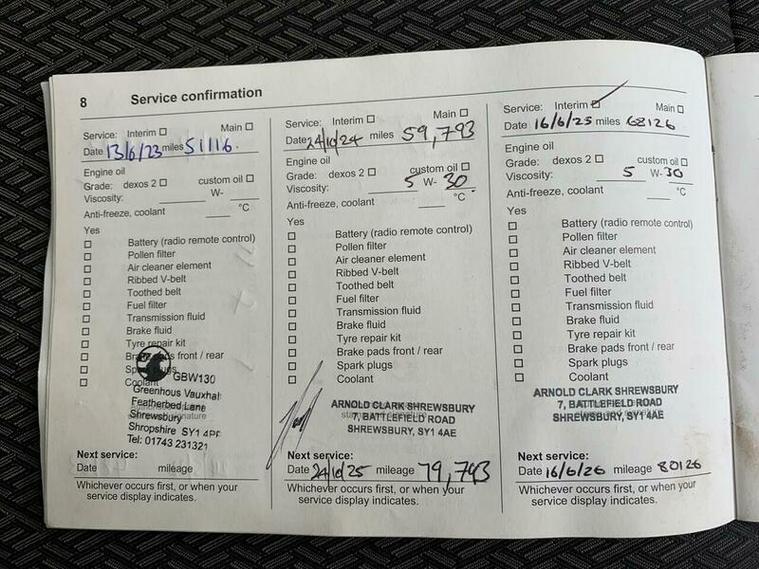 8 Service confirmation
Service: Interim ☐ Main ☐
Date 13/6/23 miles 51116.
Engine oil
Grade: dexos 2 ☐ custom oil ☐
Viscosity: W-
Anti-freeze, coolant °C
Yes
☐ Battery (radio remote control)
☐ Pollen filter
☐ Air cleaner element
☐ Ribbed V-belt
☐ Toothed belt
☐ Fuel filter
☐ Transmission fluid
☐ Brake fluid
☐ Tyre repair kit
☐ Brake pads front / rear
☐ Spark plugs
☐ Coolant
GBW130
Greenhous Vauxhall
Featherbed Lane
Shrewsbury
Shropshire SY1 4PF
Tel: 01743 231321
Next service:
Date mileage
Whichever occurs first, or when your
service display indicates.
Service: Interim ☐ Main ☐
Date 24/10/24 miles 59,793
Engine oil
Grade: dexos 2 ☐ custom oil ☐
Viscosity: 5 W- 30
Anti-freeze, coolant °C
Yes
☐ Battery (radio remote control)
☐ Pollen filter
☐ Air cleaner element
☐ Ribbed V-belt
☐ Toothed belt
☐ Fuel filter
☐ Transmission fluid
☐ Brake fluid
☐ Tyre repair kit
☐ Brake pads front / rear
☐ Spark plugs
☐ Coolant
ARNOLD CLARK SHREWSBURY
7, BATTLEFIELD ROAD
SHREWSBURY, SY1 4AE
Next service:
Date 24/10/25 mileage 79,793
Whichever occurs first, or when your
service display indicates.
Service: Interim ☑ Main ☐
Date 16/6/25 miles 68126
Engine oil
Grade: dexos 2 ☐ custom oil ☐
Viscosity: 5 W-30
Anti-freeze, coolant °C
Yes
☐ Battery (radio remote control)
☐ Pollen filter
☐ Air cleaner element
☐ Ribbed V-belt
☐ Toothed belt
☐ Fuel filter
☐ Transmission fluid
☐ Brake fluid
☐ Tyre repair kit
☐ Brake pads front / rear
☐ Spark plugs
☐ Coolant
ARNOLD CLARK SHREWSBURY
7, BATTLEFIELD ROAD
SHREWSBURY, SY1 4AE
Next service:
Date 16/6/26 mileage 80126
Whichever occurs first, or when your
service display indicates.